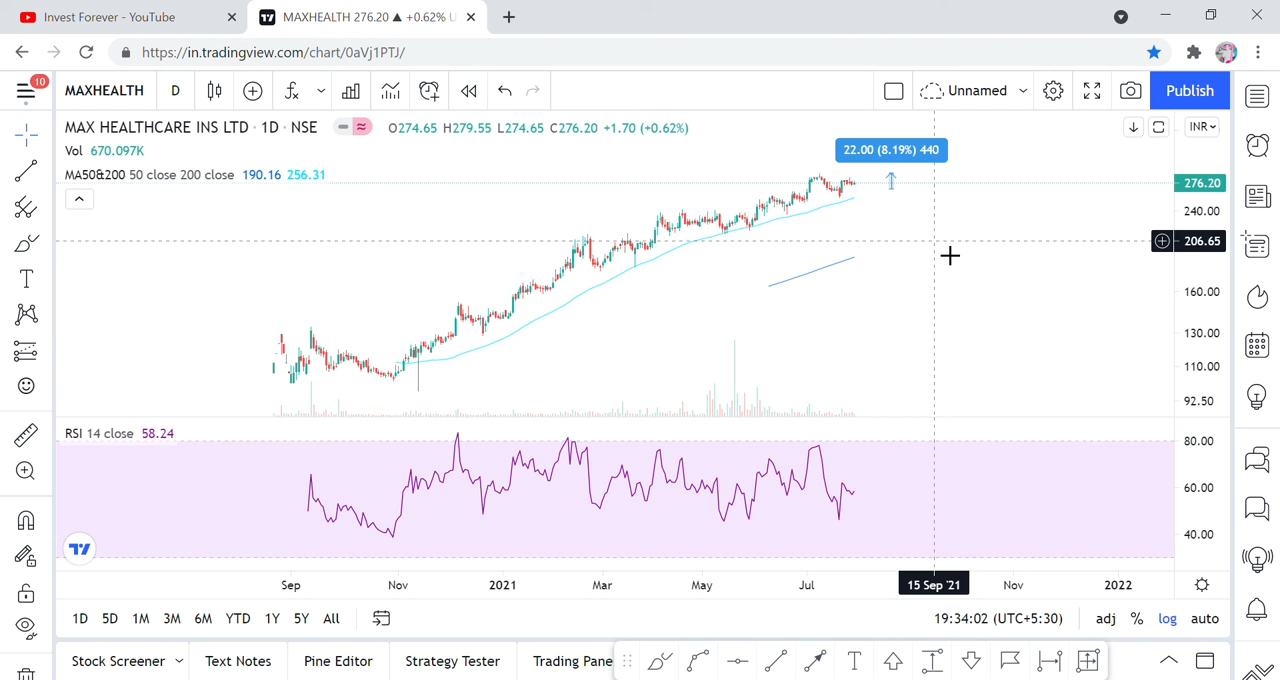 Invest Forever - YouTube
MAXHEALTH 276.20 ▲ +0.62% U
https://in.tradingview.com/chart/0aVj1PTJ/
10
MAXHEALTH
D
Unnamed
Publish
MAX HEALTHCARE INS LTD · 1D · NSE
O274.65 H279.55 L274.65 C276.20 +1.70 (+0.62%)
INR
Vol 670.097K
22.00 (8.19%) 440
MA50&200 50 close 200 close 190.16 256.31
276.20
240.00
206.65
160.00
130.00
110.00
92.50
RSI 14 close 58.24
80.00
60.00
40.00
Sep
Nov
2021
Mar
May
Jul
15 Sep '21
Nov
2022
1D 5D 1M 3M 6M YTD 1Y 5Y All
19:34:02 (UTC+5:30)
adj % log auto
Stock Screener
Text Notes
Pine Editor
Strategy Tester
Trading Pane